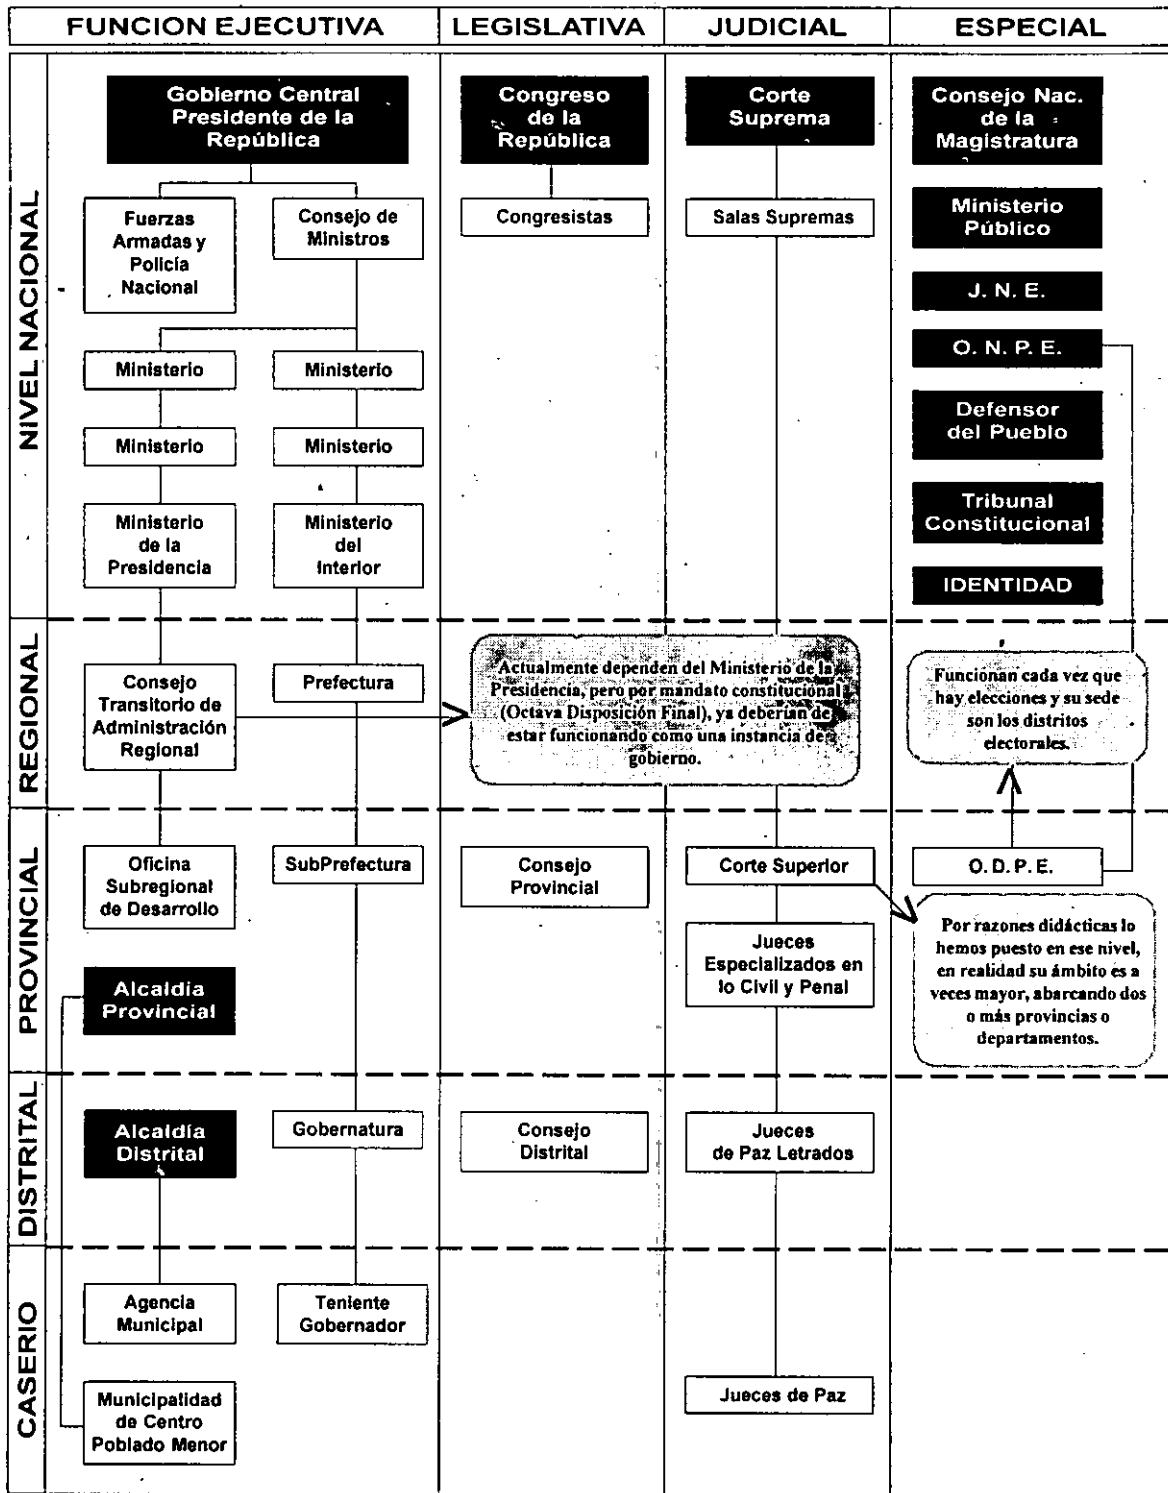 FUNCION EJECUTIVA
LEGISLATIVA
JUDICIAL
ESPECIAL
NIVEL NACIONAL
Gobierno Central
Presidente de la
República
Congreso
de la
República
Corte
Suprema
Consejo Nac.
de la
Magistratura
Fuerzas
Armadas y
Policía
Nacional
Consejo de
Ministros
Congresistas
Salas Supremas
Ministerio
Público
J. N. E.
Ministerio
Ministerio
O. N. P. E.
Ministerio
Ministerio
Defensor
del Pueblo
Ministerio
de la
Presidencia
Ministerio
del
Interior
Tribunal
Constitucional
IDENTIDAD
REGIONAL
Consejo
Transitorio de
Administración
Regional
Prefectura
Actualmente dependen del Ministerio de la
Presidencia, pero por mandato constitucional
(Octava Disposición Final), ya deberían de
estar funcionando como una instancia de
gobierno.
Funcionan cada vez que
hay elecciones y su sede
son los distritos
electorales.
PROVINCIAL
Oficina
Subregional
de Desarrollo
SubPrefectura
Consejo
Provincial
Corte Superior
O. D. P. E.
Alcaldía
Provincial
Jueces
Especializados en
lo Civil y Penal
Por razones didácticas lo
hemos puesto en ese nivel,
en realidad su ámbito es a
veces mayor, abarcando dos
o más provincias o
departamentos.
DISTRITAL
Alcaldía
Distrital
Gobernatura
Consejo
Distrital
Jueces
de Paz Letrados
CASERIO
Agencia
Municipal
Teniente
Gobernador
Municipalidad
de Centro
Poblado Menor
Jueces de Paz